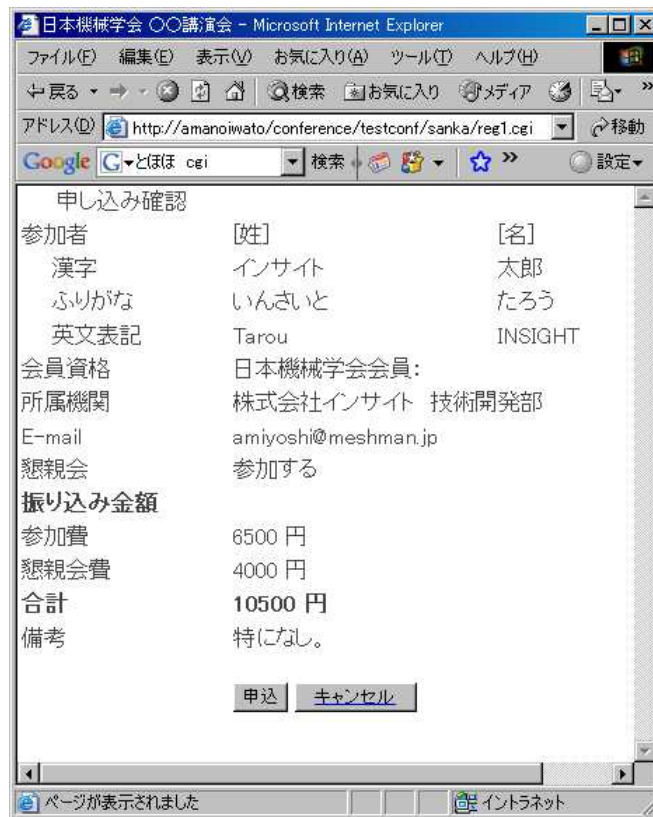 日本機械学会 〇〇講演会 - Microsoft Internet Explorer
ファイル(F) 編集(E) 表示(V) お気に入り(A) ツール(T) ヘルプ(H)
戻る 検索 お気に入り メディア »
アドレス(D) http://amanoiwato/conference/testconf/sanka/reg1.cgi 移動
Google G とほほ cgi 検索 » 設定
申し込み確認
参加者 [姓] [名]
漢字 インサイト 太郎
ふりがな いんさいと たろう
英文表記 Tarou INSIGHT
会員資格 日本機械学会会員:
所属機関 株式会社インサイト 技術開発部
E-mail amiyoshi@meshman.jp
懇親会 参加する
振り込み金額
参加費 6500 円
懇親会費 4000 円
合計 10500 円
備考 特になし。
申込 キャンセル
ページが表示されました イントラネット